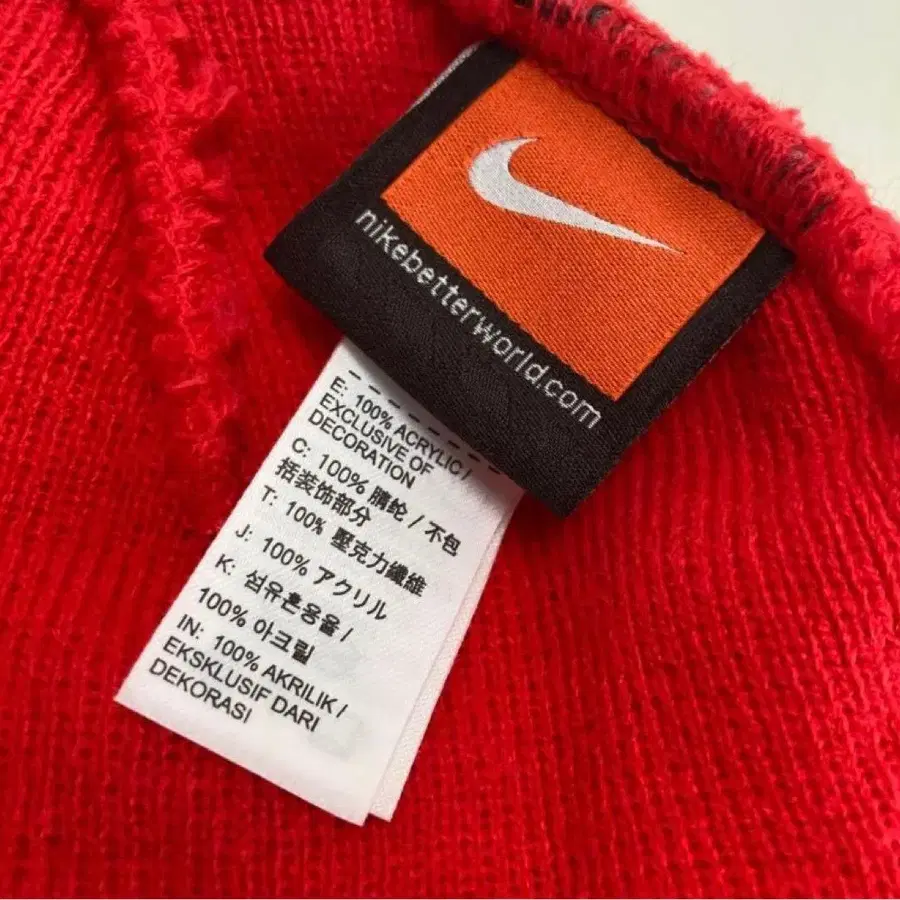 nikebetterworld.com
E: 100% ACRYLIC /
EXCLUSIVE OF
DECORATION
C: 100% 腈纶 / 不包
括装饰部分
T: 100% 壓克力纖維
J: 100% アクリル
K: 섬유혼용율 /
100% 아크릴
IN: 100% AKRILIK /
EKSKLUSIF DARI
DEKORASI